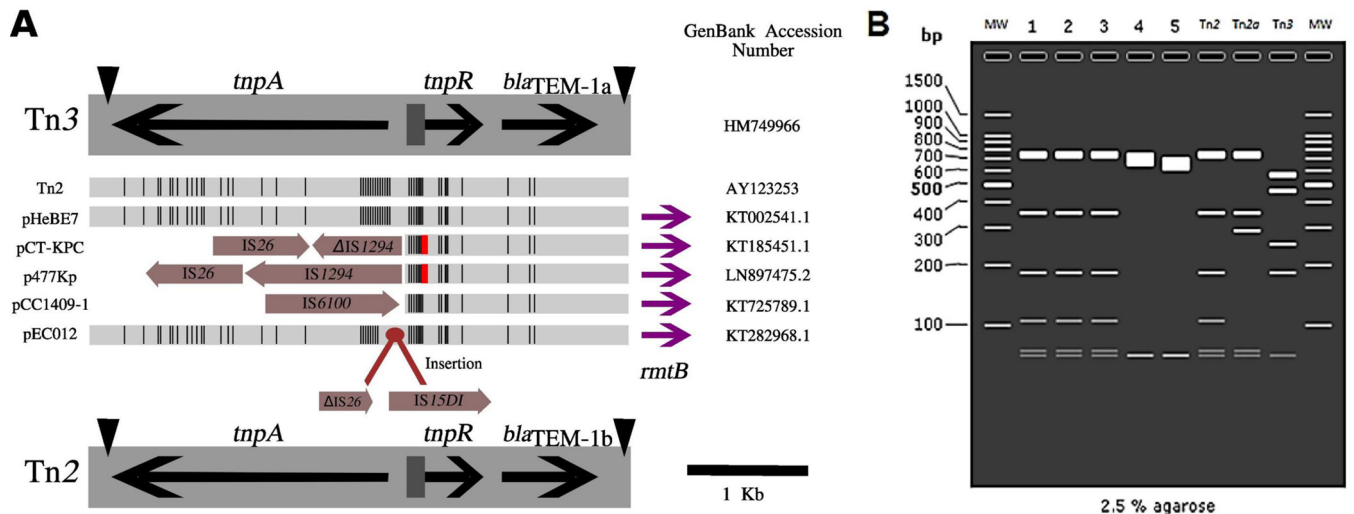 A
GenBank Accession
Number
tnpA
tnpR
blaTEM-1a
Tn3
HM749966
Tn2
AY123253
pHeBE7
KT002541.1
pCT-KPC
IS26
ΔIS1294
KT185451.1
p477Kp
IS26
IS1294
LN897475.2
pCC1409-1
IS6100
KT725789.1
pEC012
KT282968.1
Insertion
rmtB
ΔIS26
IS15DI
tnpA
tnpR
blaTEM-1b
Tn2
1 Kb
B
bp
MW 1 2 3 4 5 Tn2 Tn2a Tn3 MW
1500
1000
900
800
700
600
500
400
300
200
100
2.5 % agarose